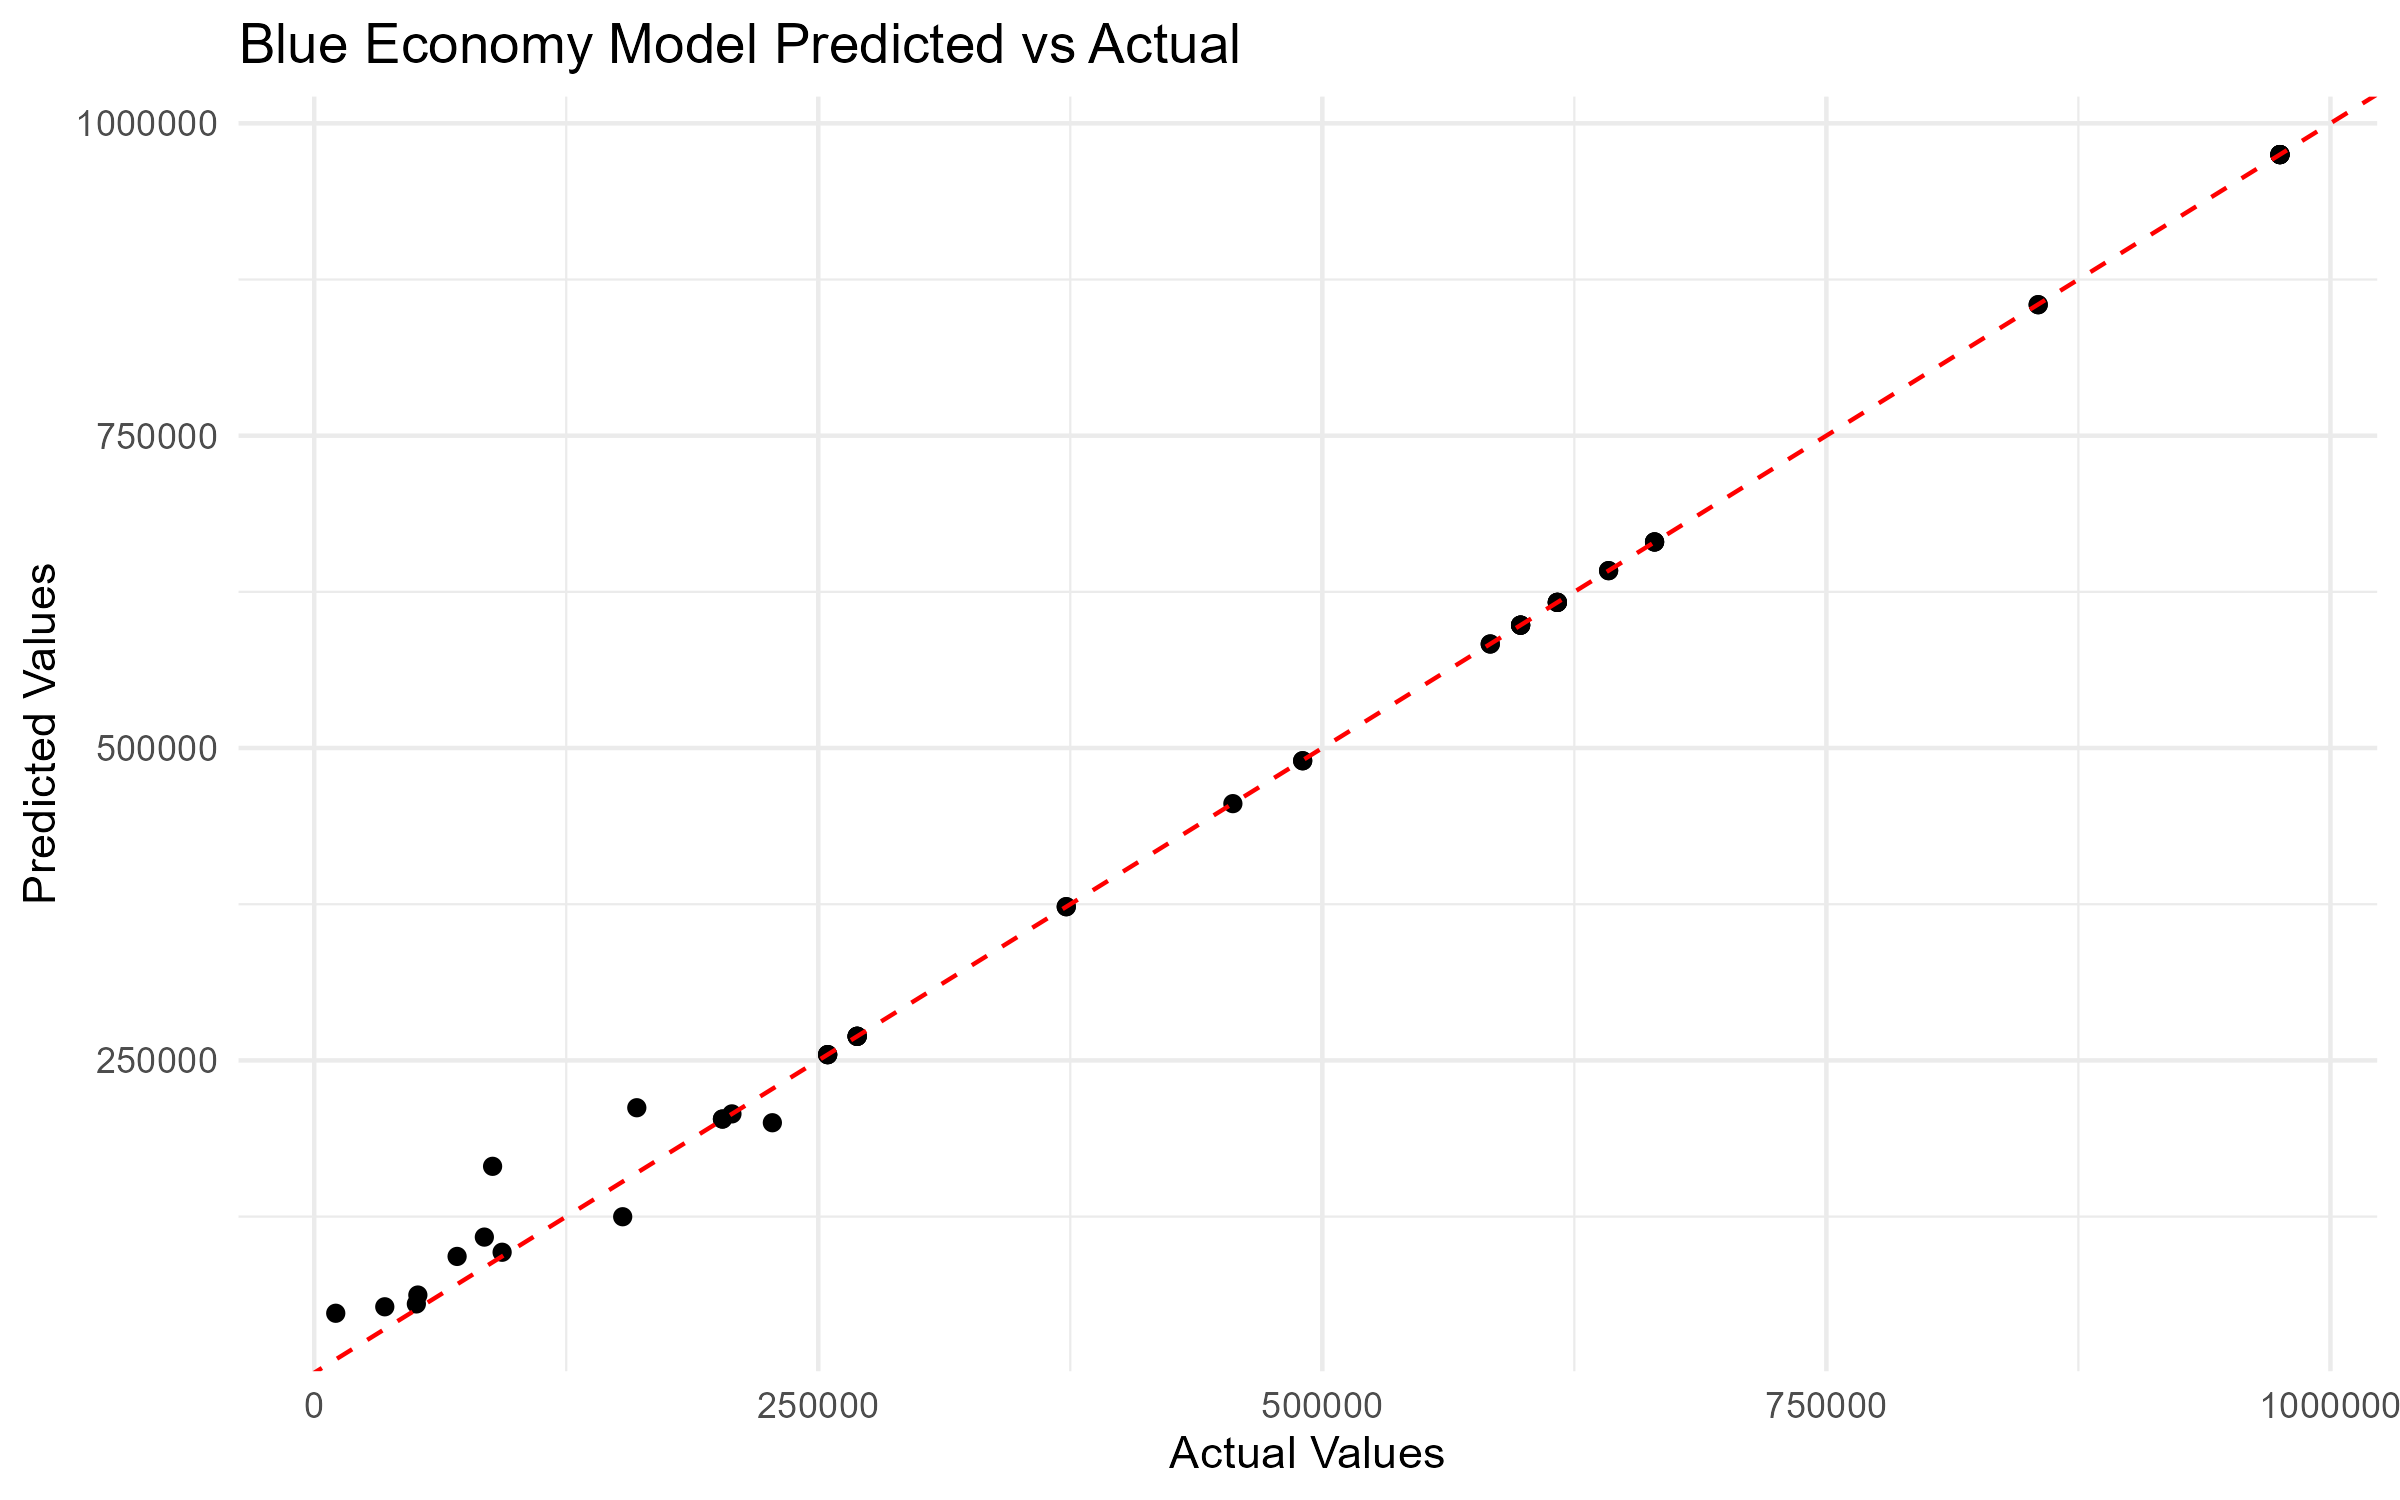 Blue Economy Model Predicted vs Actual
1000000
750000
500000
250000
Predicted Values
0 250000 500000 750000 1000000
Actual Values